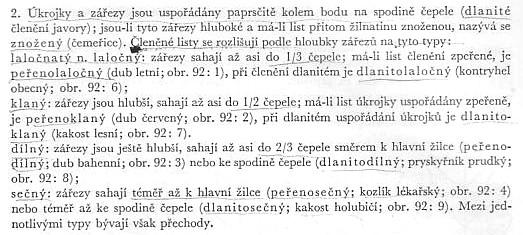 2. Úkrojky a zářezy jsou uspořádány paprsčitě kolem bodu na spodině čepele (dlanité
členění javory); jsou-li tyto zářezy hluboké a má-li list přitom žilnatinu znoženou, nazývá se
znožený (čemeřice). Členěné listy se rozlišují podle hloubky zářezů na tyto typy:
laločnatý n. laločný: zářezy sahají až asi do 1/3 čepele; má-li list členění zpeřené, je
peřenolaločný (dub letní; obr. 92: 1), při členění dlanitém je dlanitolaločný (kontryhel
obecný; obr. 92: 6);
klaný: zářezy jsou hlubší, sahají až asi do 1/2 čepele; má-li list úkrojky uspořádány zpeřeně,
je peřenoklaný (dub červený; obr. 92: 2), při dlanitém uspořádání úkrojků je dlanito-
klaný (kakost lesní; obr. 92: 7).
dílný: zářezy jsou ještě hlubší, sahají až asi do 2/3 čepele směrem k hlavní žilce (peřeno-
dílný; dub bahenní; obr. 92: 3) nebo ke spodině čepele (dlanitodílný; pryskyřník prudký;
obr. 92: 8);
sečný: zářezy sahají téměř až k hlavní žilce (peřenosečný; kozlík lékařský; obr. 92: 4)
nebo téměř až ke spodině čepele (dlanitosečný; kakost holubičí; obr. 92: 9). Mezi jed-
notlivými typy bývají však přechody.